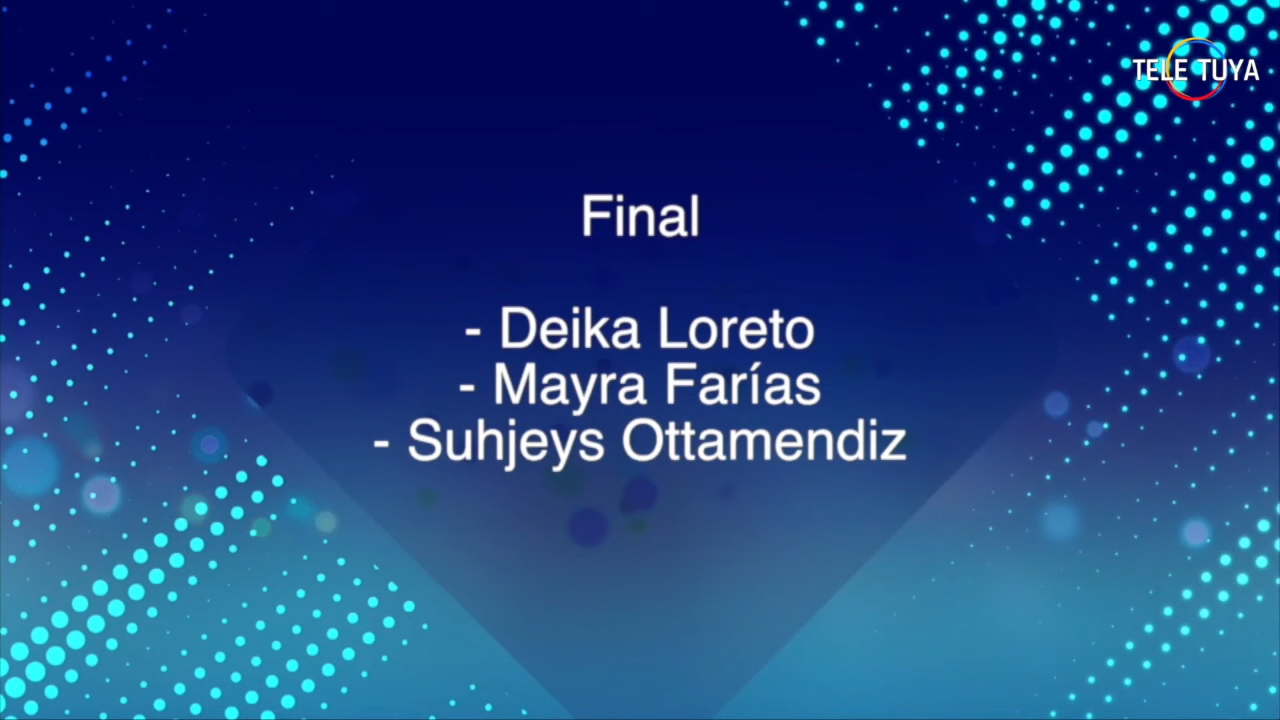 TELE TUYA
Final
- Deika Loreto
- Mayra Farías
- Suhjeys Ottamendiz